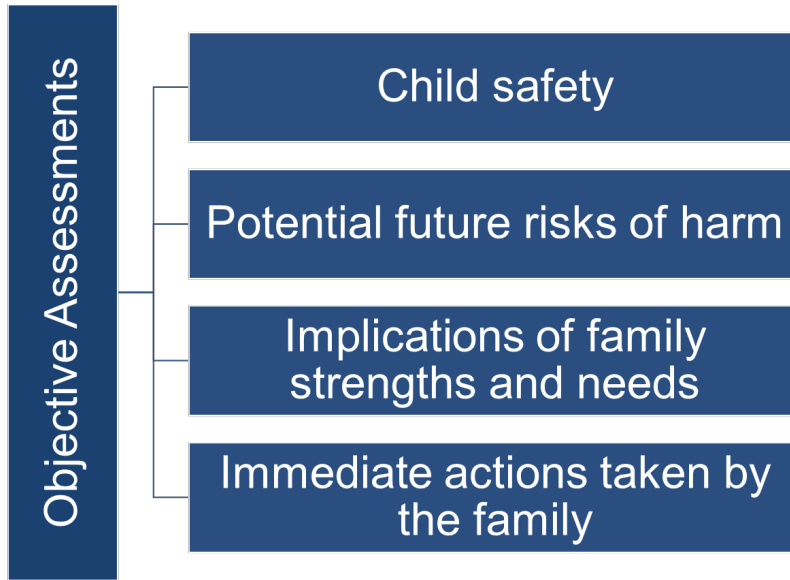 Objective Assessments
Child safety
Potential future risks of harm
Implications of family
strengths and needs
Immediate actions taken by
the family